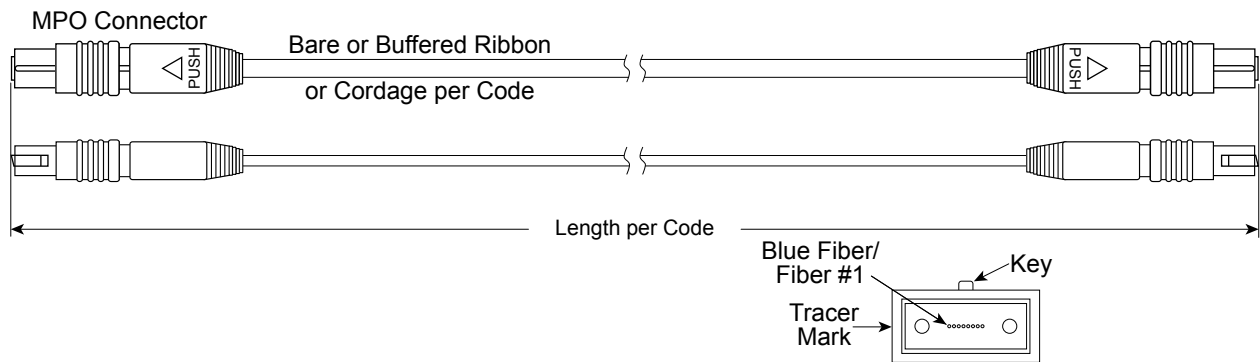 MPO Connector
Bare or Buffered Ribbon
or Cordage per Code
PUSH
PUSH
Length per Code
Blue Fiber/
Fiber #1
Key
Tracer
Mark